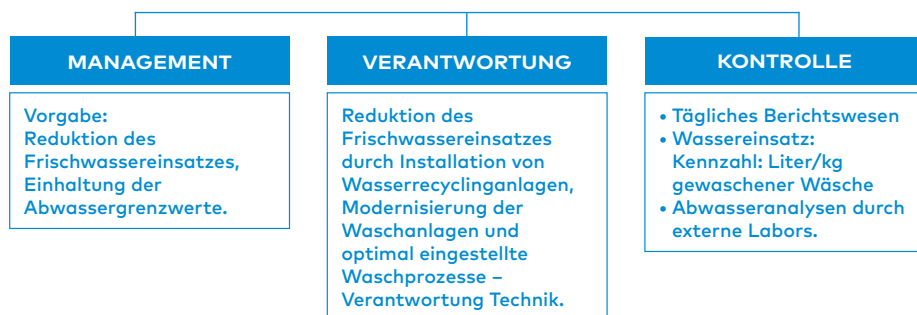 MANAGEMENT
Vorgabe:
Reduktion des
Frischwassereinsatzes,
Einhaltung der
Abwassergrenzwerte.
VERANTWORTUNG
Reduktion des
Frischwassereinsatzes
durch Installation von
Wasserrecyclinganlagen,
Modernisierung der
Waschanlagen und
optimal eingestellte
Waschprozesse –
Verantwortung Technik.
KONTROLLE
• Tägliches Berichtswesen
• Wassereinsatz:
Kennzahl: Liter/kg
gewaschener Wäsche
• Abwasseranalysen durch
externe Labors.